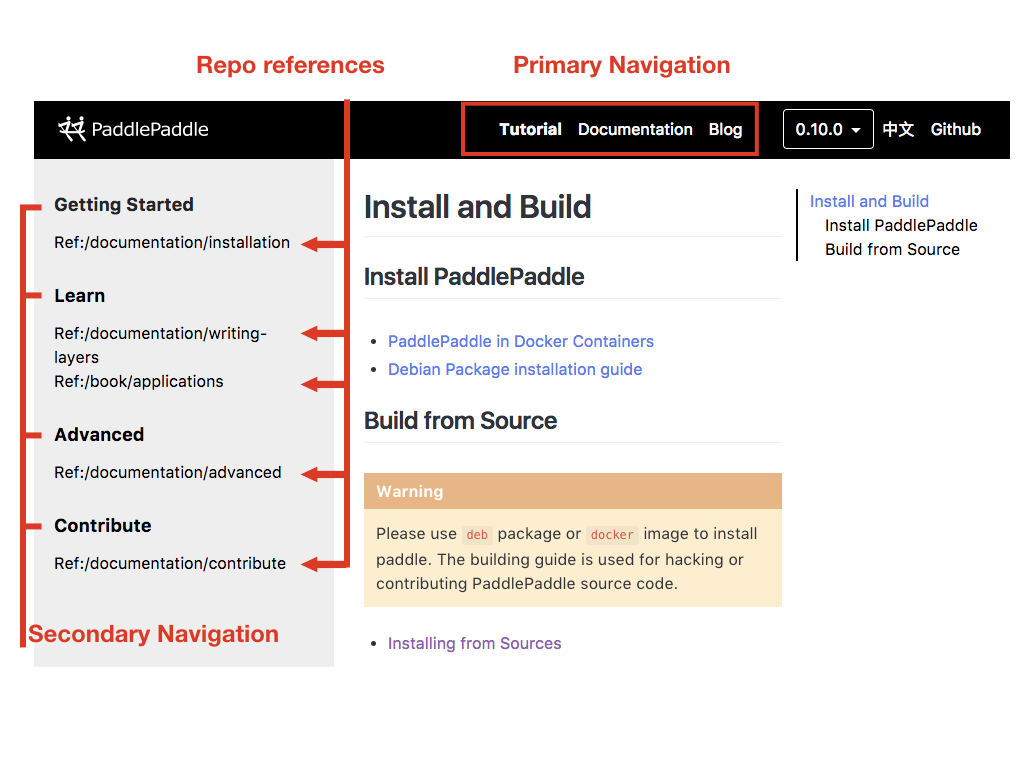 Repo references
Primary Navigation
PaddlePaddle
Tutorial Documentation Blog
0.10.0
中文
Github
Getting Started
Ref:/documentation/installation
Learn
Ref:/documentation/writing-
layers
Ref:/book/applications
Advanced
Ref:/documentation/advanced
Contribute
Ref:/documentation/contribute
Secondary Navigation
Install and Build
Install PaddlePaddle
• PaddlePaddle in Docker Containers
• Debian Package installation guide
Build from Source
Warning
Please use deb package or docker image to install
paddle. The building guide is used for hacking or
contributing PaddlePaddle source code.
• Installing from Sources
Install and Build
Install PaddlePaddle
Build from Source